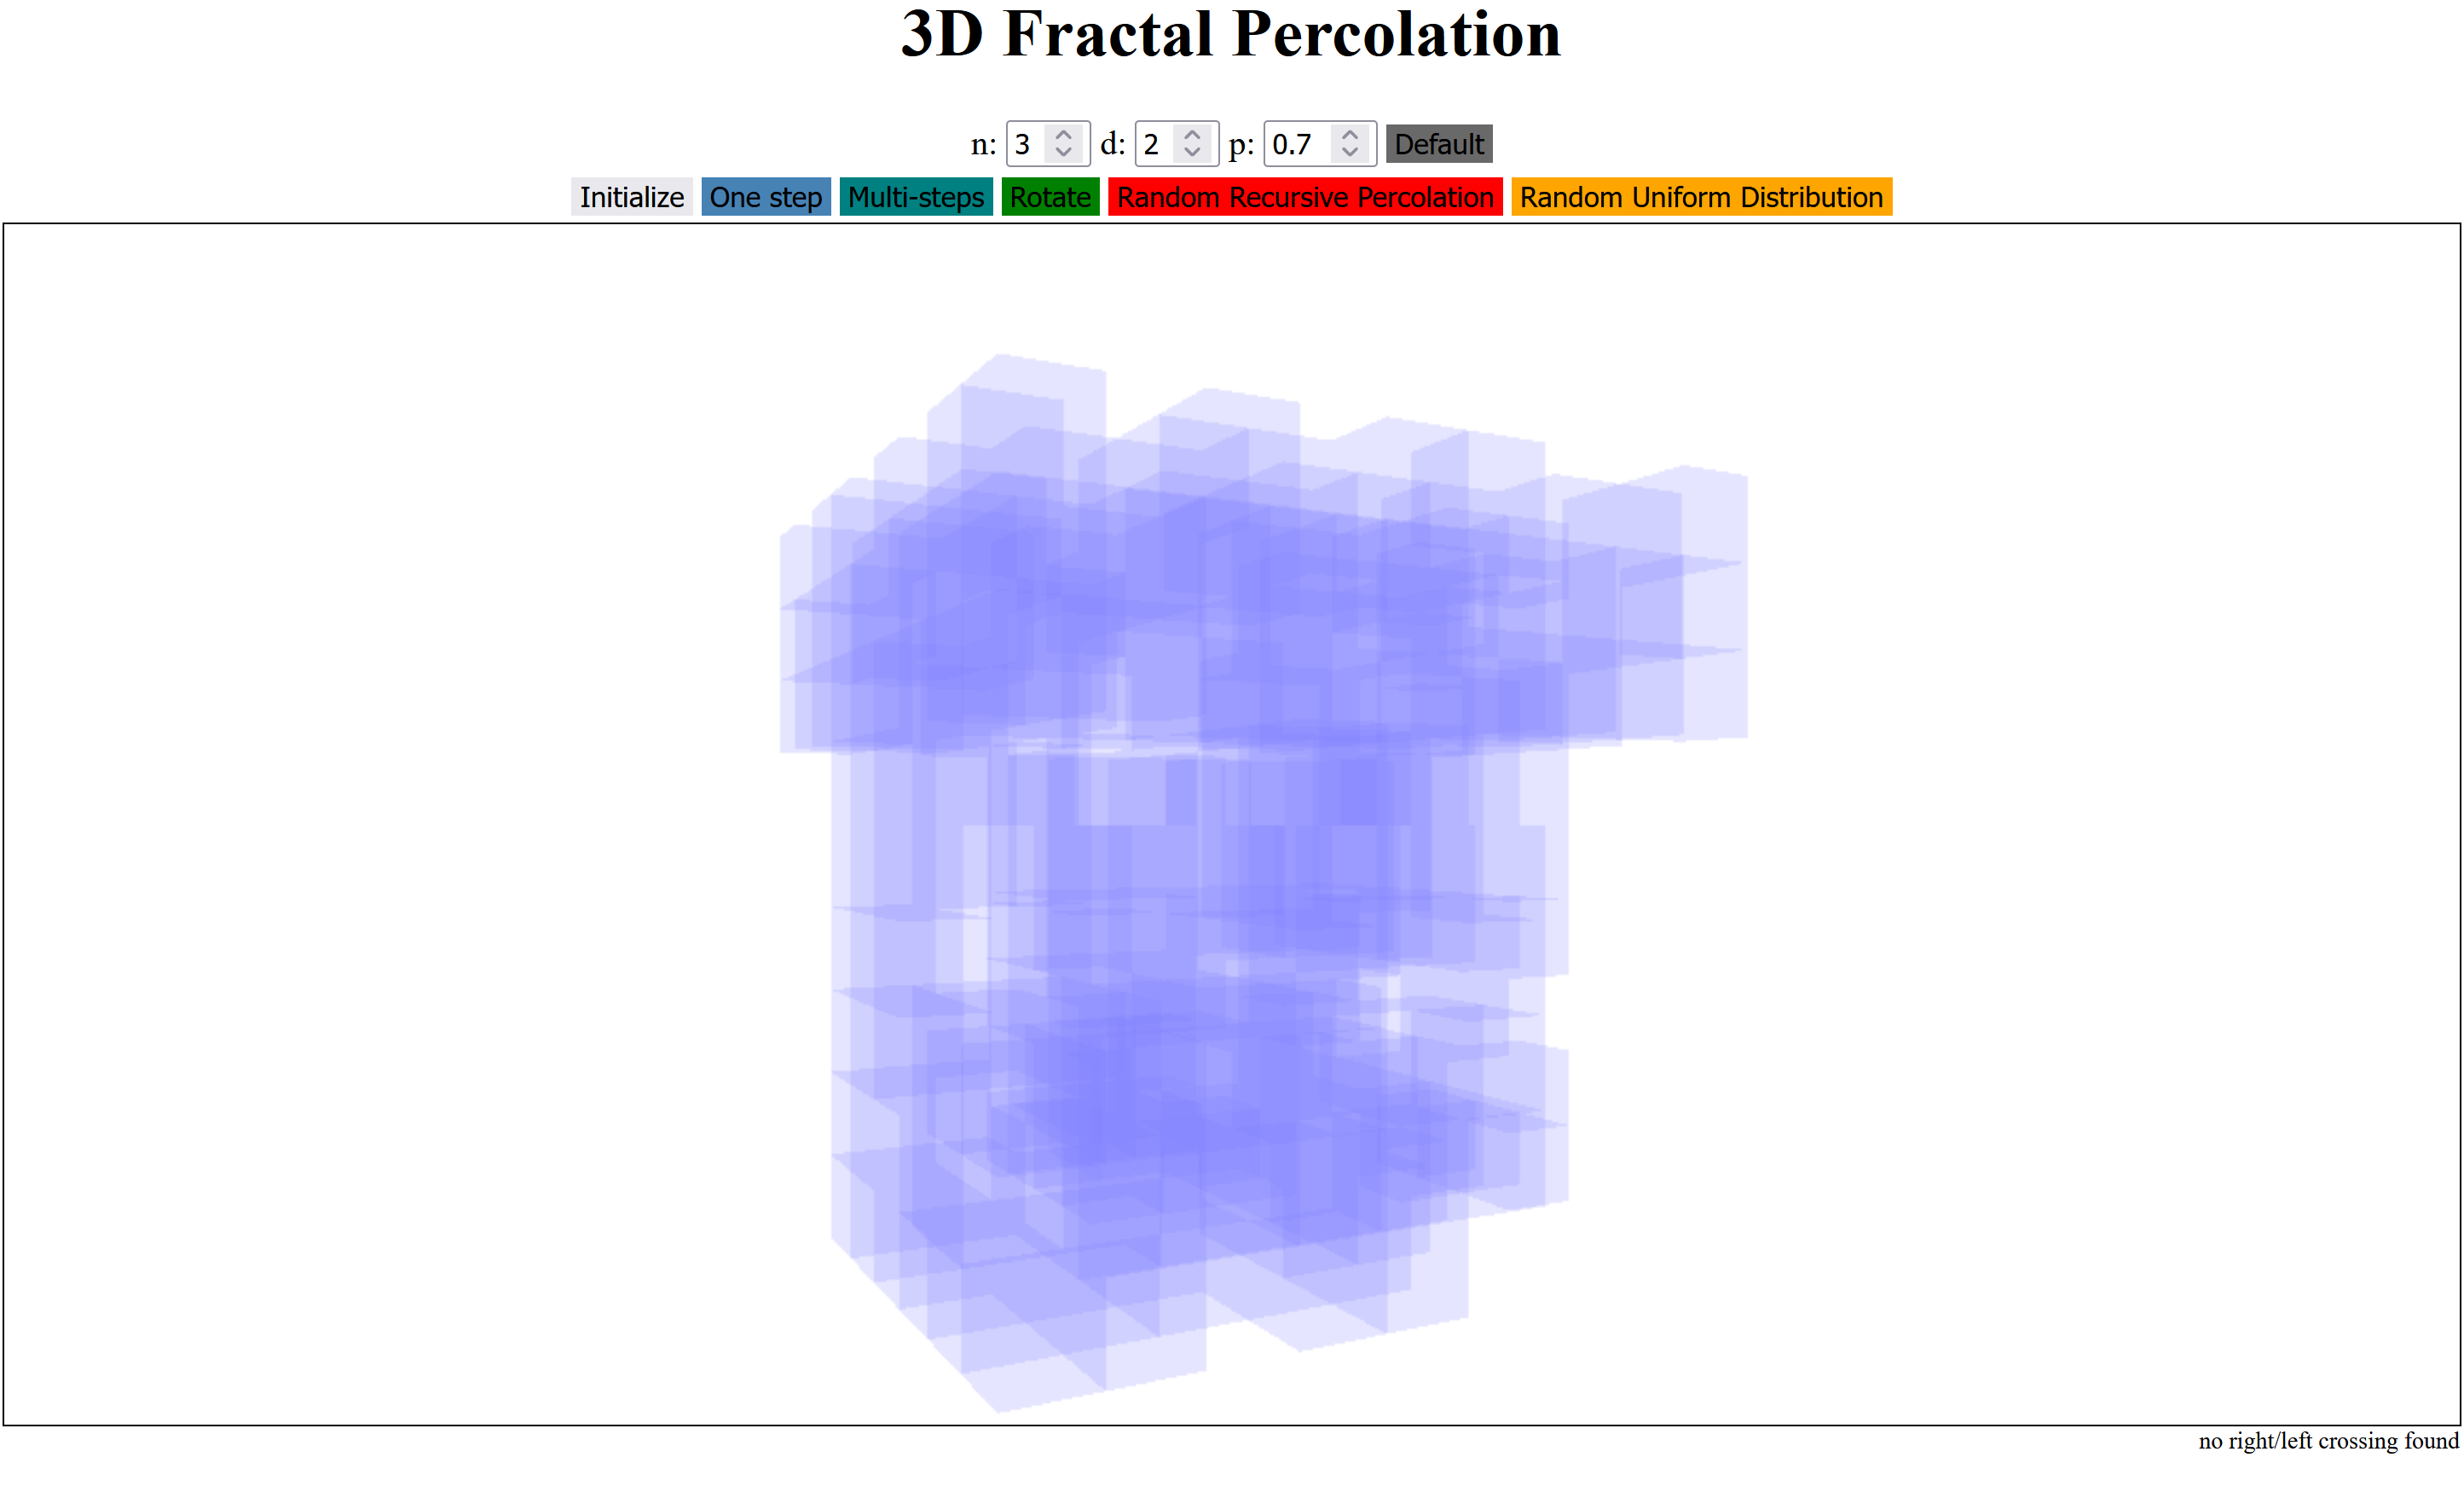 3D Fractal Percolation
n: 3 d: 2 p: 0.7 Default
Initialize One step Multi-steps Rotate Random Recursive Percolation Random Uniform Distribution
no right/left crossing found